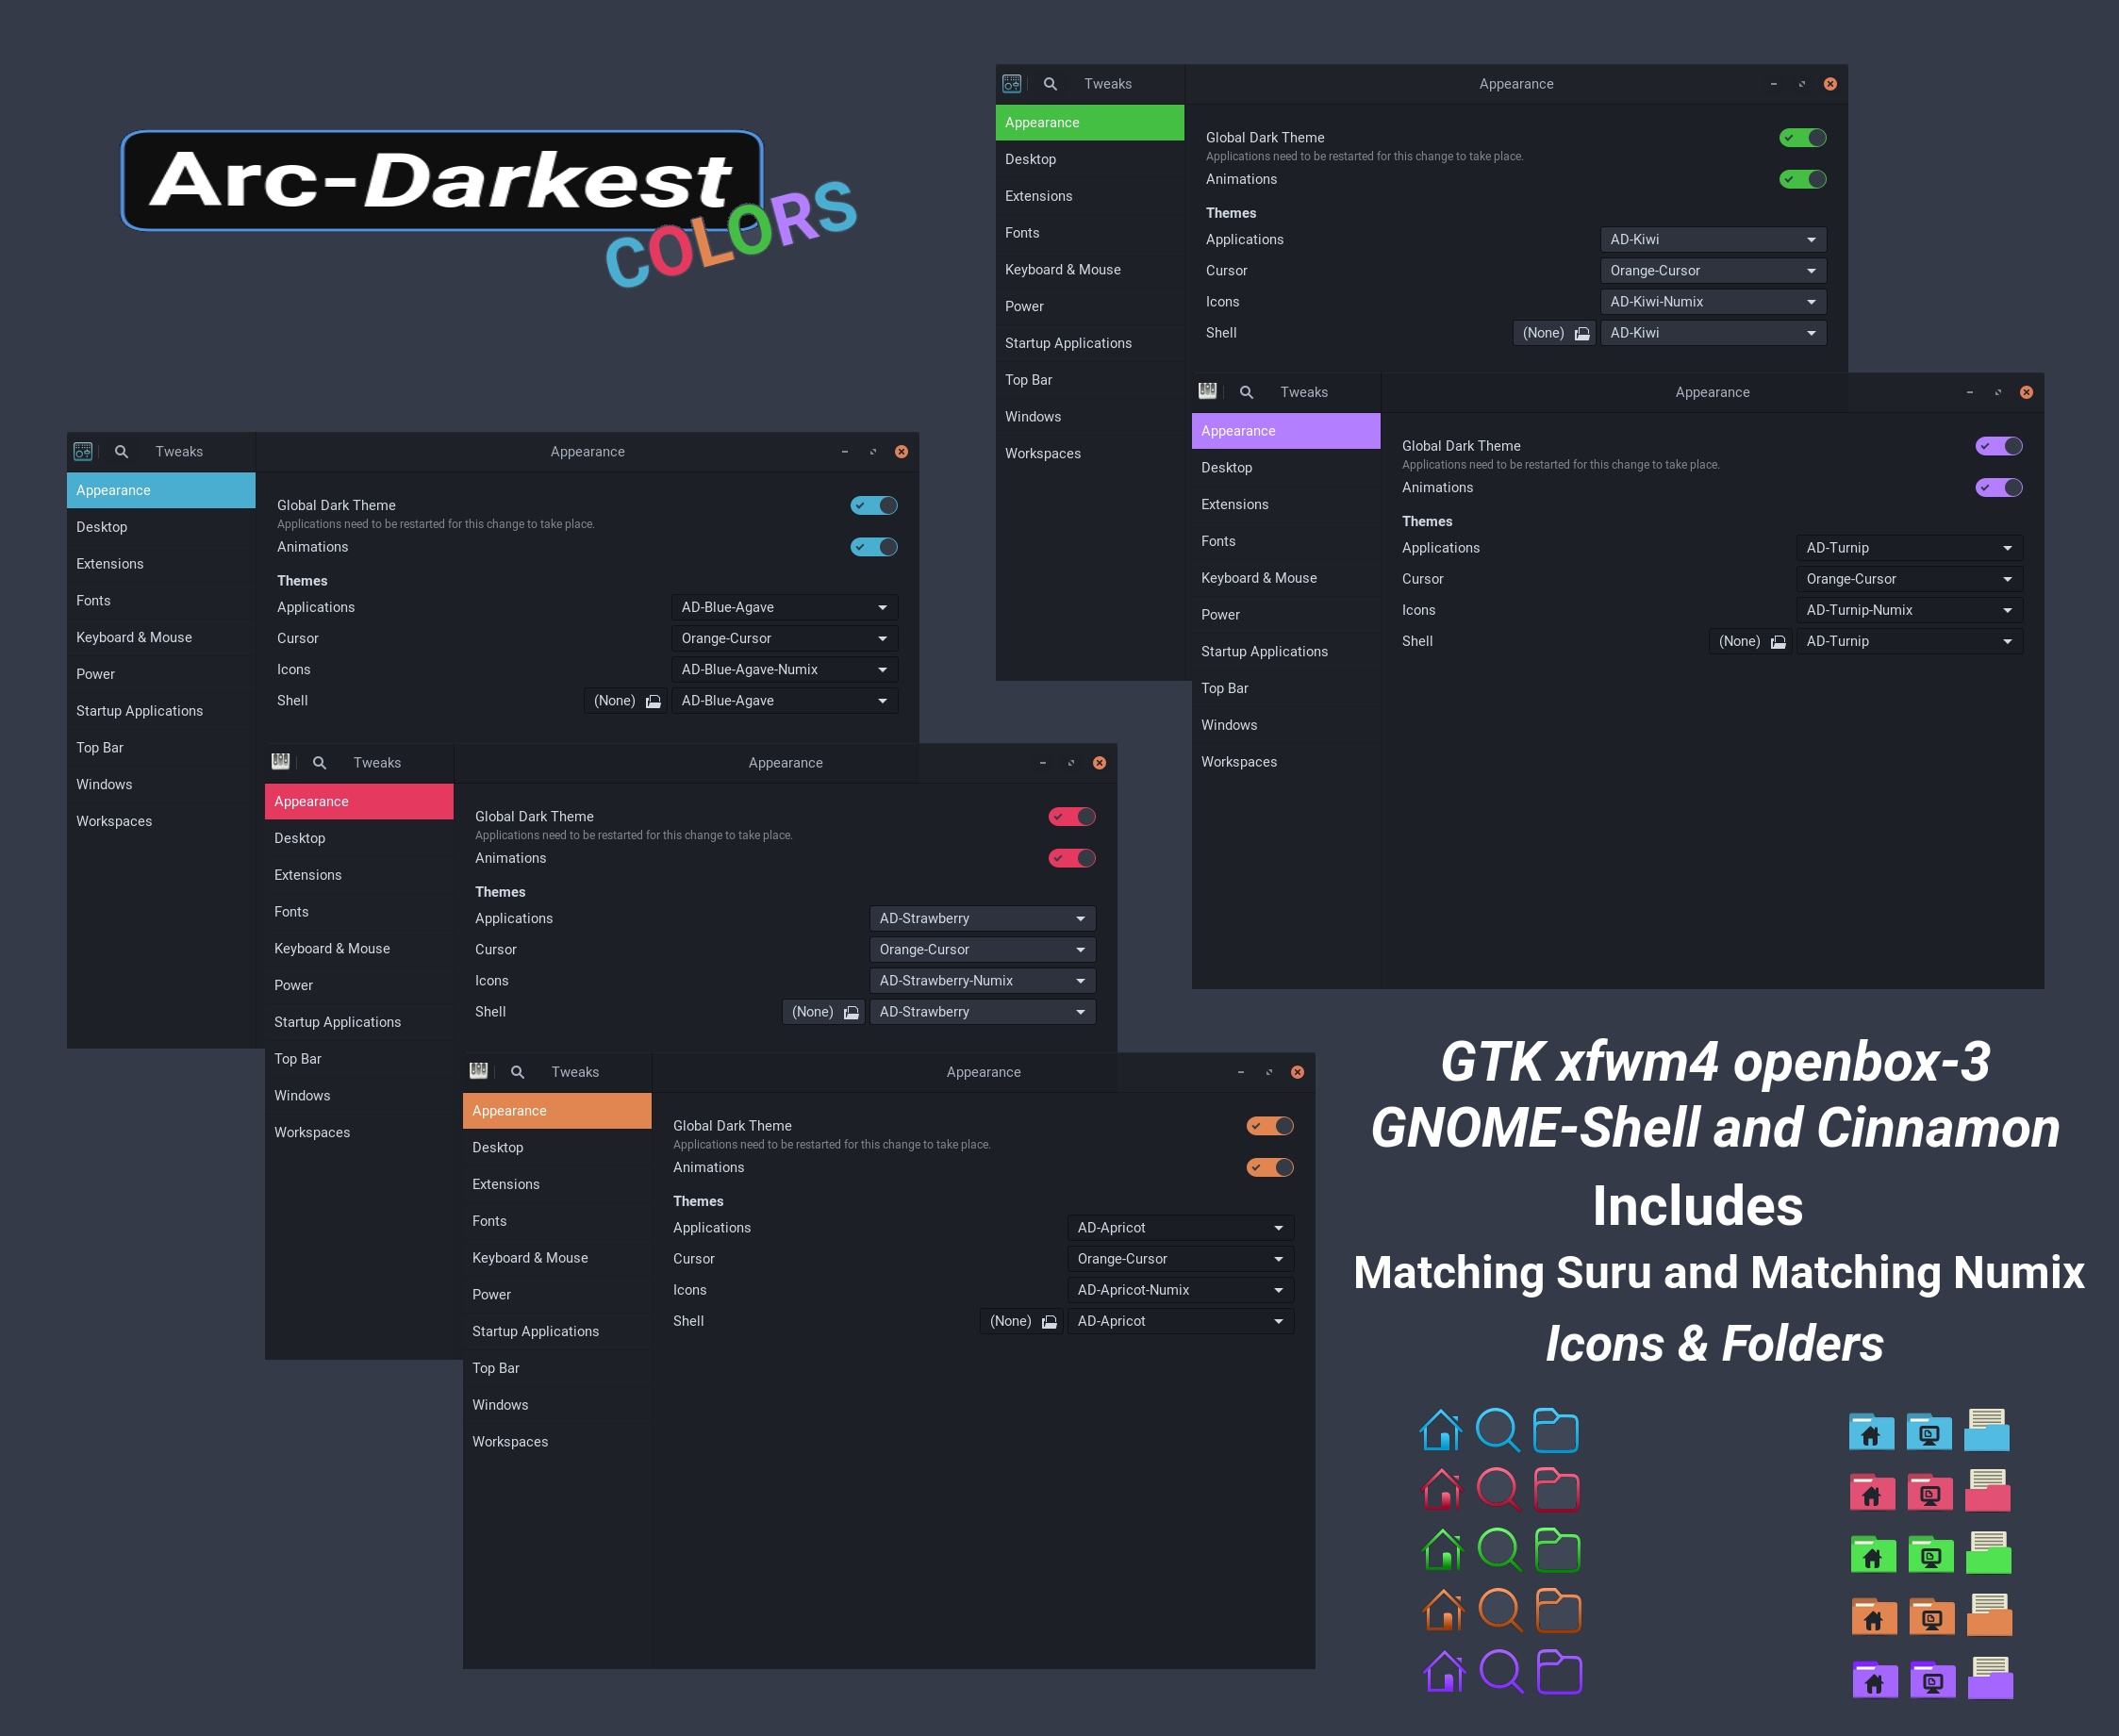 Arc-Darkest
COLORS
Tweaks
Appearance
Appearance
Desktop
Extensions
Fonts
Keyboard & Mouse
Power
Startup Applications
Top Bar
Windows
Workspaces
Global Dark Theme
Applications need to be restarted for this change to take place.
Animations
Themes
Applications AD-Kiwi
Cursor Orange-Cursor
Icons AD-Kiwi-Numix
Shell (None) AD-Kiwi
Tweaks
Appearance
Appearance
Desktop
Extensions
Fonts
Keyboard & Mouse
Power
Startup Applications
Top Bar
Windows
Workspaces
Global Dark Theme
Applications need to be restarted for this change to take place.
Animations
Themes
Applications AD-Turnip
Cursor Orange-Cursor
Icons AD-Turnip-Numix
Shell (None) AD-Turnip
Tweaks
Appearance
Appearance
Desktop
Extensions
Fonts
Keyboard & Mouse
Power
Startup Applications
Top Bar
Windows
Workspaces
Global Dark Theme
Applications need to be restarted for this change to take place.
Animations
Themes
Applications AD-Blue-Agave
Cursor Orange-Cursor
Icons AD-Blue-Agave-Numix
Shell (None) AD-Blue-Agave
Tweaks
Appearance
Appearance
Desktop
Extensions
Fonts
Keyboard & Mouse
Power
Startup Applications
Top Bar
Windows
Workspaces
Global Dark Theme
Applications need to be restarted for this change to take place.
Animations
Themes
Applications AD-Strawberry
Cursor Orange-Cursor
Icons AD-Strawberry-Numix
Shell (None) AD-Strawberry
Tweaks
Appearance
Appearance
Desktop
Extensions
Fonts
Keyboard & Mouse
Power
Startup Applications
Top Bar
Windows
Workspaces
Global Dark Theme
Applications need to be restarted for this change to take place.
Animations
Themes
Applications AD-Apricot
Cursor Orange-Cursor
Icons AD-Apricot-Numix
Shell (None) AD-Apricot
GTK xfwm4 openbox-3
GNOME-Shell and Cinnamon
Includes
Matching Suru and Matching Numix
Icons & Folders